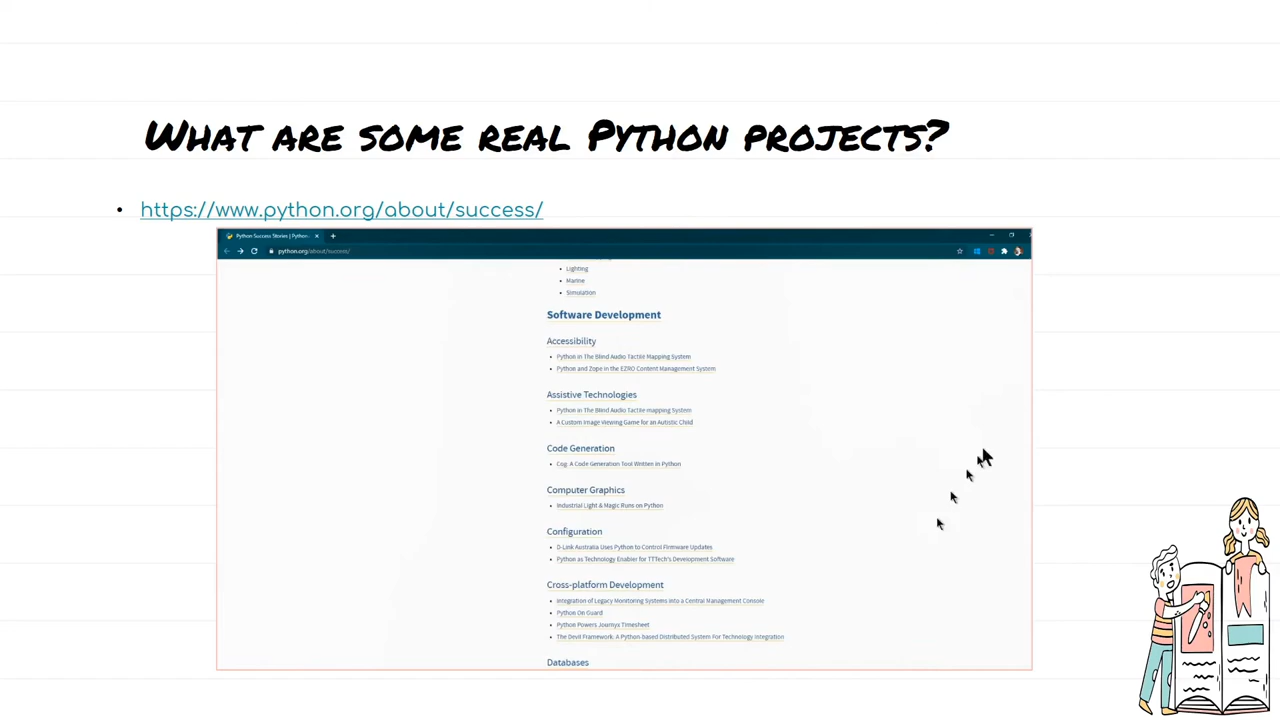 What are some real Python projects?
• https://www.python.org/about/success/
Python Success Stories | Python
python.org/about/success/
Lighting
Marine
Simulation
Software Development
Accessibility
Python in The Blind Audio Tactile Mapping System
Python and Zope in the EZRO Content Management System
Assistive Technologies
Python in The Blind Audio Tactile-mapping System
A Custom Image Viewing Game for an Autistic Child
Code Generation
Cog: A Code Generation Tool Written in Python
Computer Graphics
Industrial Light & Magic Runs on Python
Configuration
D-Link Australia Uses Python to Control Firmware Updates
Python as Technology Enabler for TTTech's Development Software
Cross-platform Development
Integration of Legacy Monitoring Systems into a Central Management Console
Python On Guard
Python Powers Journyx Timesheet
The Devil Framework: A Python-based Distributed System For Technology Integration
Databases